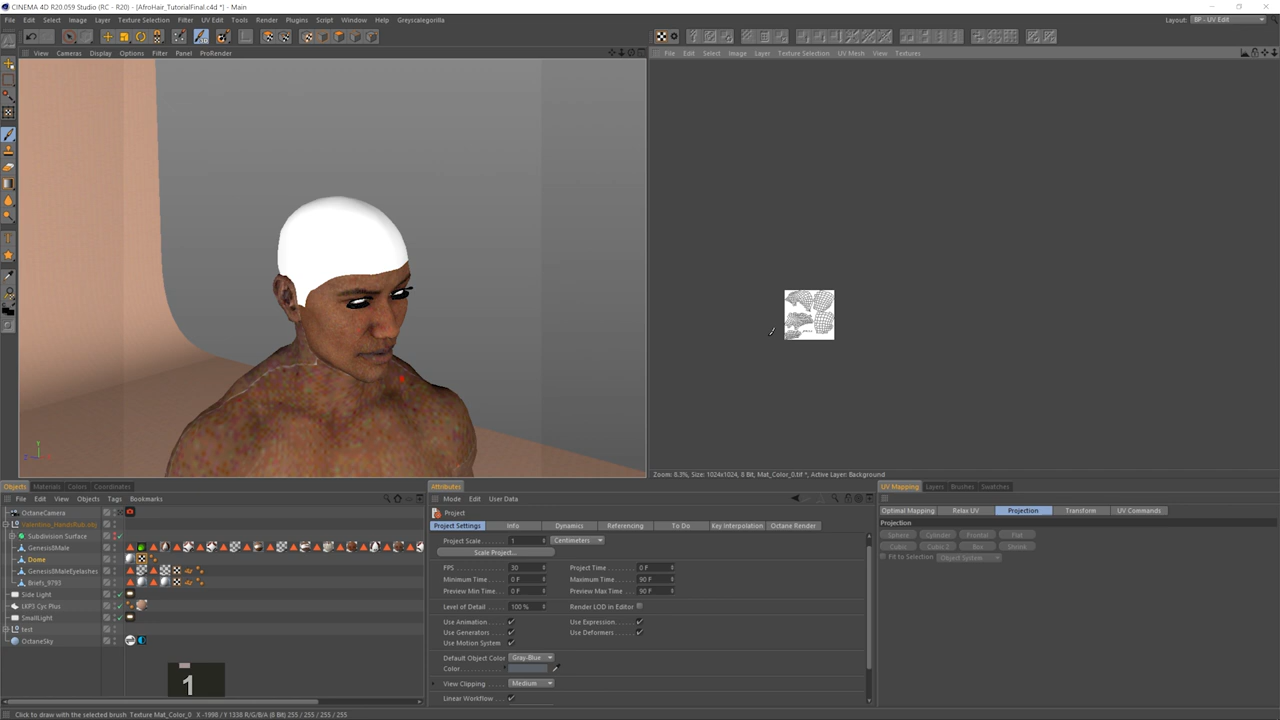 CINEMA 4D R20.059 Studio (RC - R20) - [AfroHair_TutorialFinal.c4d *] - Main
File Edit View Layer Texture Selection Filter UV Edit Tools Render Plugins Script Window Help Greyscalegorilla
Layout: BP - UV Edit
View Cameras Display Options Filter Panel ProRender
File Edit Select Image Layer Texture Selection UV Mesh View Textures
Y
Zoom: 8.3%, Size: 1024x1024, 8 Bit, Mat_Color_0.tif *, Active Layer: Background
Objects Materials Colors Coordinates
File Edit View Objects Tags Bookmarks
OctaneCamera
Valentino_HandsRub.obj
Subdivision Surface
Genesis8Male
Dome
Genesis8MaleEyelashes
Briefs_9793
Side Light
LKP3 Cyc Plus
SmallLight
test
OctaneSky
1
Attributes
Mode Edit User Data
Project
Project Settings Info Dynamics Referencing To Do Key Interpolation Octane Render
Project Scale 1 Centimeters
Scale Project...
FPS 30 Project Time 0 F
Minimum Time 0 F Maximum Time 90 F
Preview Min Time 0 F Preview Max Time 90 F
Level of Detail 100 % Render LOD in Editor
Use Animation Use Expression
Use Generators Use Deformers
Use Motion System
Default Object Color Gray-Blue
Color
View Clipping Medium
Linear Workflow
UV Mapping Layers Brushes Swatches
Optimal Mapping Relax UV Projection Transform UV Commands
Projection
Sphere Cylinder Frontal Flat
Cubic Cubic 2 Box Shrink
Fit to Selection Object System
Click to draw with the selected brush Texture Mat_Color_0 X -1998 / Y 1338 R/G/B/A (8 Bit) 255 / 255 / 255 / 255